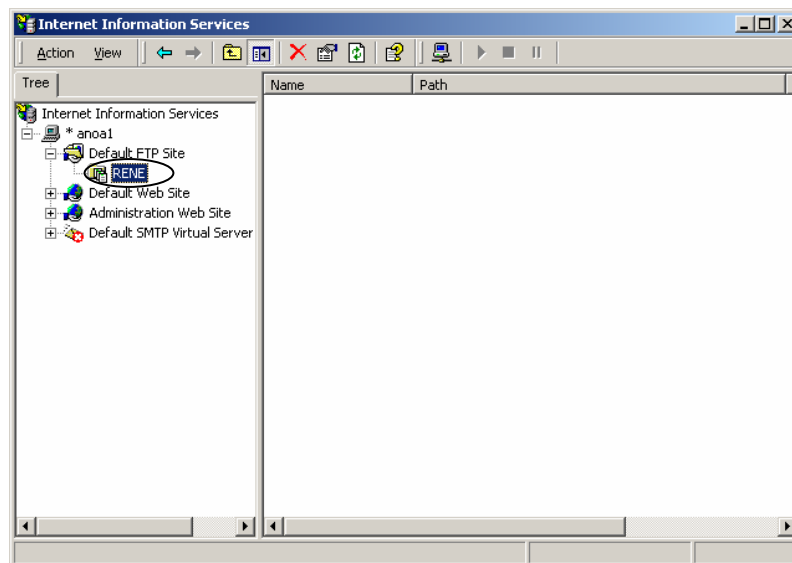 Internet Information Services
Action View
Tree
Name Path
Internet Information Services
* anoa1
Default FTP Site
RENE
Default Web Site
Administration Web Site
Default SMTP Virtual Server